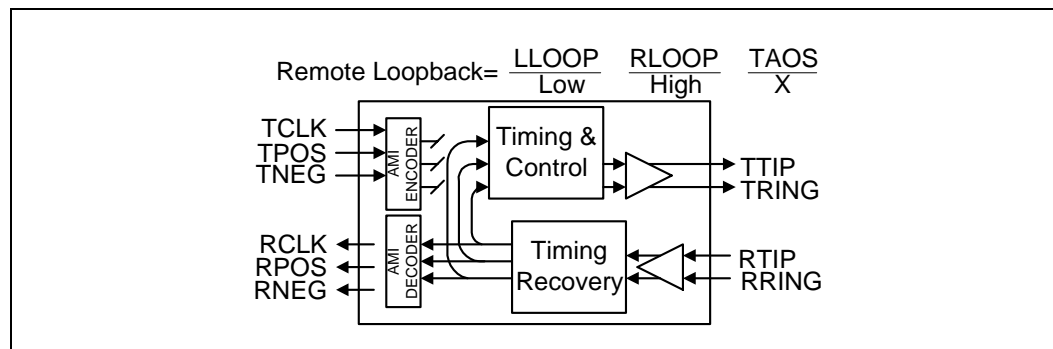 Remote Loopback= LLOOP RLOOP TAOS
Low High X
TCLK
TPOS
TNEG
AMI
ENCODER
Timing &
Control
TTIP
TRING
RCLK
RPOS
RNEG
AMI
DECODER
Timing
Recovery
RTIP
RRING